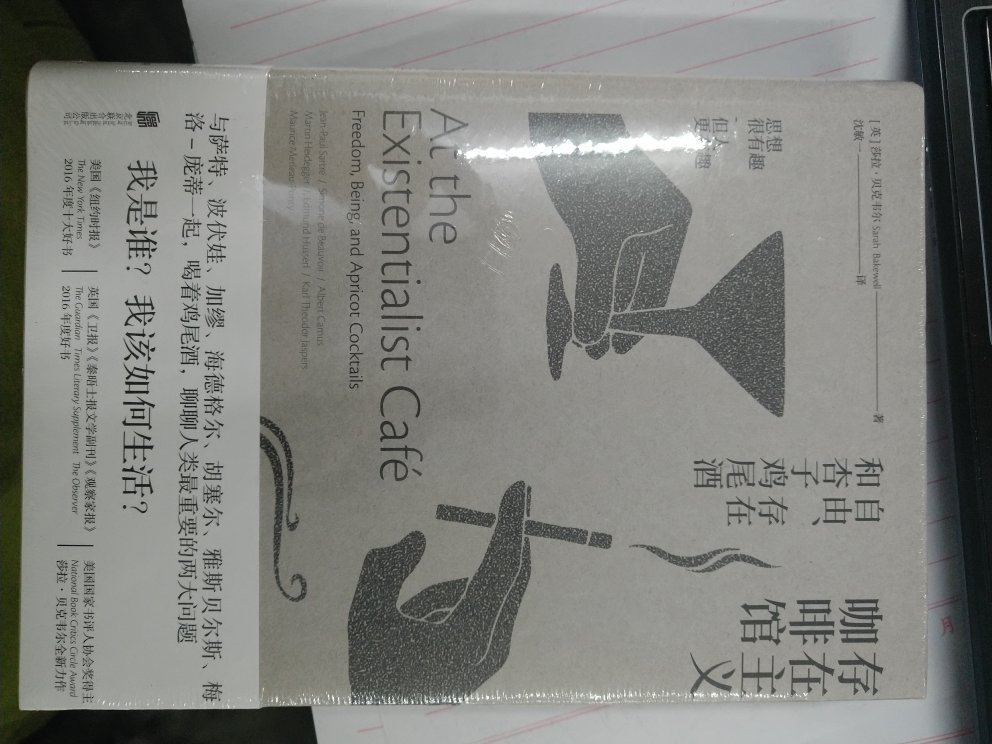 存在主义
咖啡馆
自由、存在
和杏子鸡尾酒
[英]莎拉·贝克韦尔 Sarah Bakewell 著
沈敏一 译
思想
很有趣
但人
更有趣
At the
Existentialist Café
Freedom, Being, and Apricot Cocktails
Jean-Paul Sartre / Simone de Beauvoir / Albert Camus
Martin Heidegger / Edmund Husserl / Karl Theodor Jaspers
Maurice Merleau-Ponty
与萨特、波伏娃、加缪、海德格尔、胡塞尔、雅斯贝尔斯、梅
洛-庞蒂一起，喝着鸡尾酒，聊聊人类最重要的两大问题
我是谁？我该如何生活？
美国《纽约时报》
The New York Times
2016年度十大好书
英国《卫报》《泰晤士报文学副刊》《观察家报》
The Guardian Times Literary Supplement The Observer
2016年度好书
美国国家书评人协会奖得主
National Book Critics Circle Award
莎拉·贝克韦尔全新力作
北京联合出版公司
月